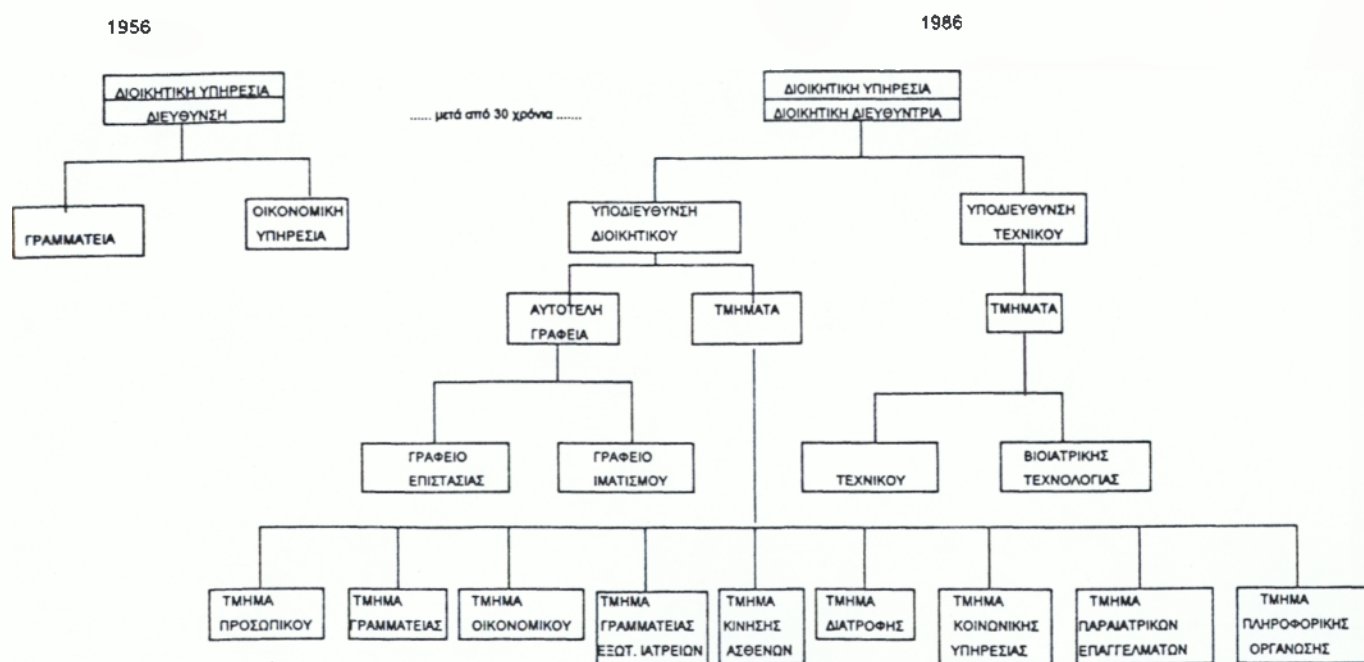 1956
1986
ΔΙΟΙΚΗΤΙΚΗ ΥΠΗΡΕΣΙΑ
ΔΙΕΥΘΥΝΣΗ
...... μετά από 30 χρόνια .......
ΔΙΟΙΚΗΤΙΚΗ ΥΠΗΡΕΣΙΑ
ΔΙΟΙΚΗΤΙΚΗ ΔΙΕΥΘΥΝΤΡΙΑ
ΓΡΑΜΜΑΤΕΙΑ
ΟΙΚΟΝΟΜΙΚΗ
ΥΠΗΡΕΣΙΑ
ΥΠΟΔΙΕΥΘΥΝΣΗ
ΔΙΟΙΚΗΤΙΚΟΥ
ΥΠΟΔΙΕΥΘΥΝΣΗ
ΤΕΧΝΙΚΟΥ
ΑΥΤΟΤΕΛΗ
ΓΡΑΦΕΙΑ
ΤΜΗΜΑΤΑ
ΤΜΗΜΑΤΑ
ΓΡΑΦΕΙΟ
ΕΠΙΣΤΑΣΙΑΣ
ΓΡΑΦΕΙΟ
ΙΜΑΤΙΣΜΟΥ
ΤΕΧΝΙΚΟΥ
ΒΙΟΙΑΤΡΙΚΗΣ
ΤΕΧΝΟΛΟΓΙΑΣ
ΤΜΗΜΑ
ΠΡΟΣΩΠΙΚΟΥ
ΤΜΗΜΑ
ΓΡΑΜΜΑΤΕΙΑΣ
ΤΜΗΜΑ
ΟΙΚΟΝΟΜΙΚΟΥ
ΤΜΗΜΑ
ΓΡΑΜΜΑΤΕΙΑΣ
ΕΞΩΤ. ΙΑΤΡΕΙΩΝ
ΤΜΗΜΑ
ΚΙΝΗΣΗΣ
ΑΣΘΕΝΩΝ
ΤΜΗΜΑ
ΔΙΑΤΡΟΦΗΣ
ΤΜΗΜΑ
ΚΟΙΝΩΝΙΚΗΣ
ΥΠΗΡΕΣΙΑΣ
ΤΜΗΜΑ
ΠΑΡΑΙΑΤΡΙΚΩΝ
ΕΠΑΓΓΕΛΜΑΤΩΝ
ΤΜΗΜΑ
ΠΛΗΡΟΦΟΡΙΚΗΣ
ΟΡΓΑΝΩΣΗΣ